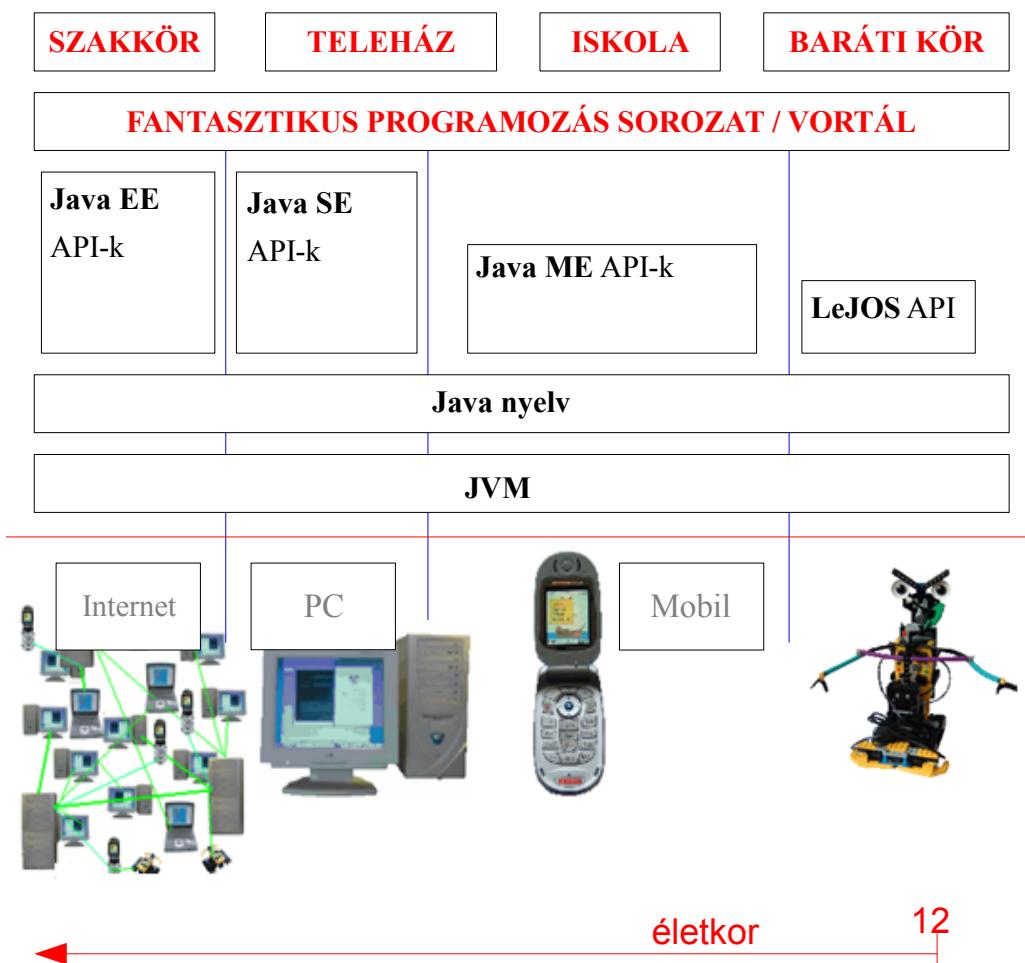 SZAKKÖR
TELEHÁZ
ISKOLA
BARÁTI KÖR
FANTASZTIKUS PROGRAMOZÁS SOROZAT / VORTÁL
Java EE
API-k
Java SE
API-k
Java ME API-k
LeJOS API
Java nyelv
JVM
Internet
PC
Mobil
életkor
12